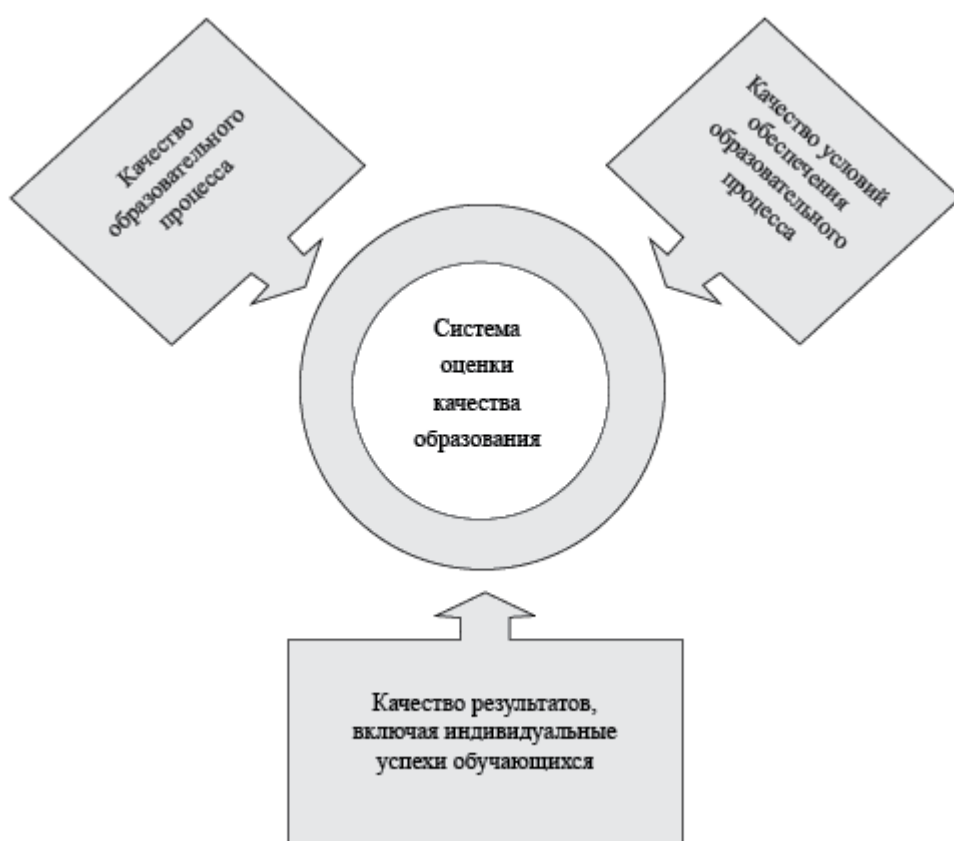 Качество
образовательного
процесса
Качество условий
обеспечения
образовательного
процесса
Система
оценки
качества
образования
Качество результатов,
включая индивидуальные
успехи обучающихся